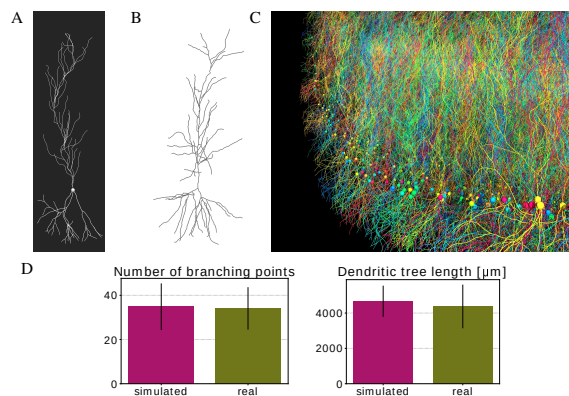 A
B
C
D
Number of branching points
Dendritic tree length [µm]
40
20
0
simulated
real
4000
2000
0
simulated
real